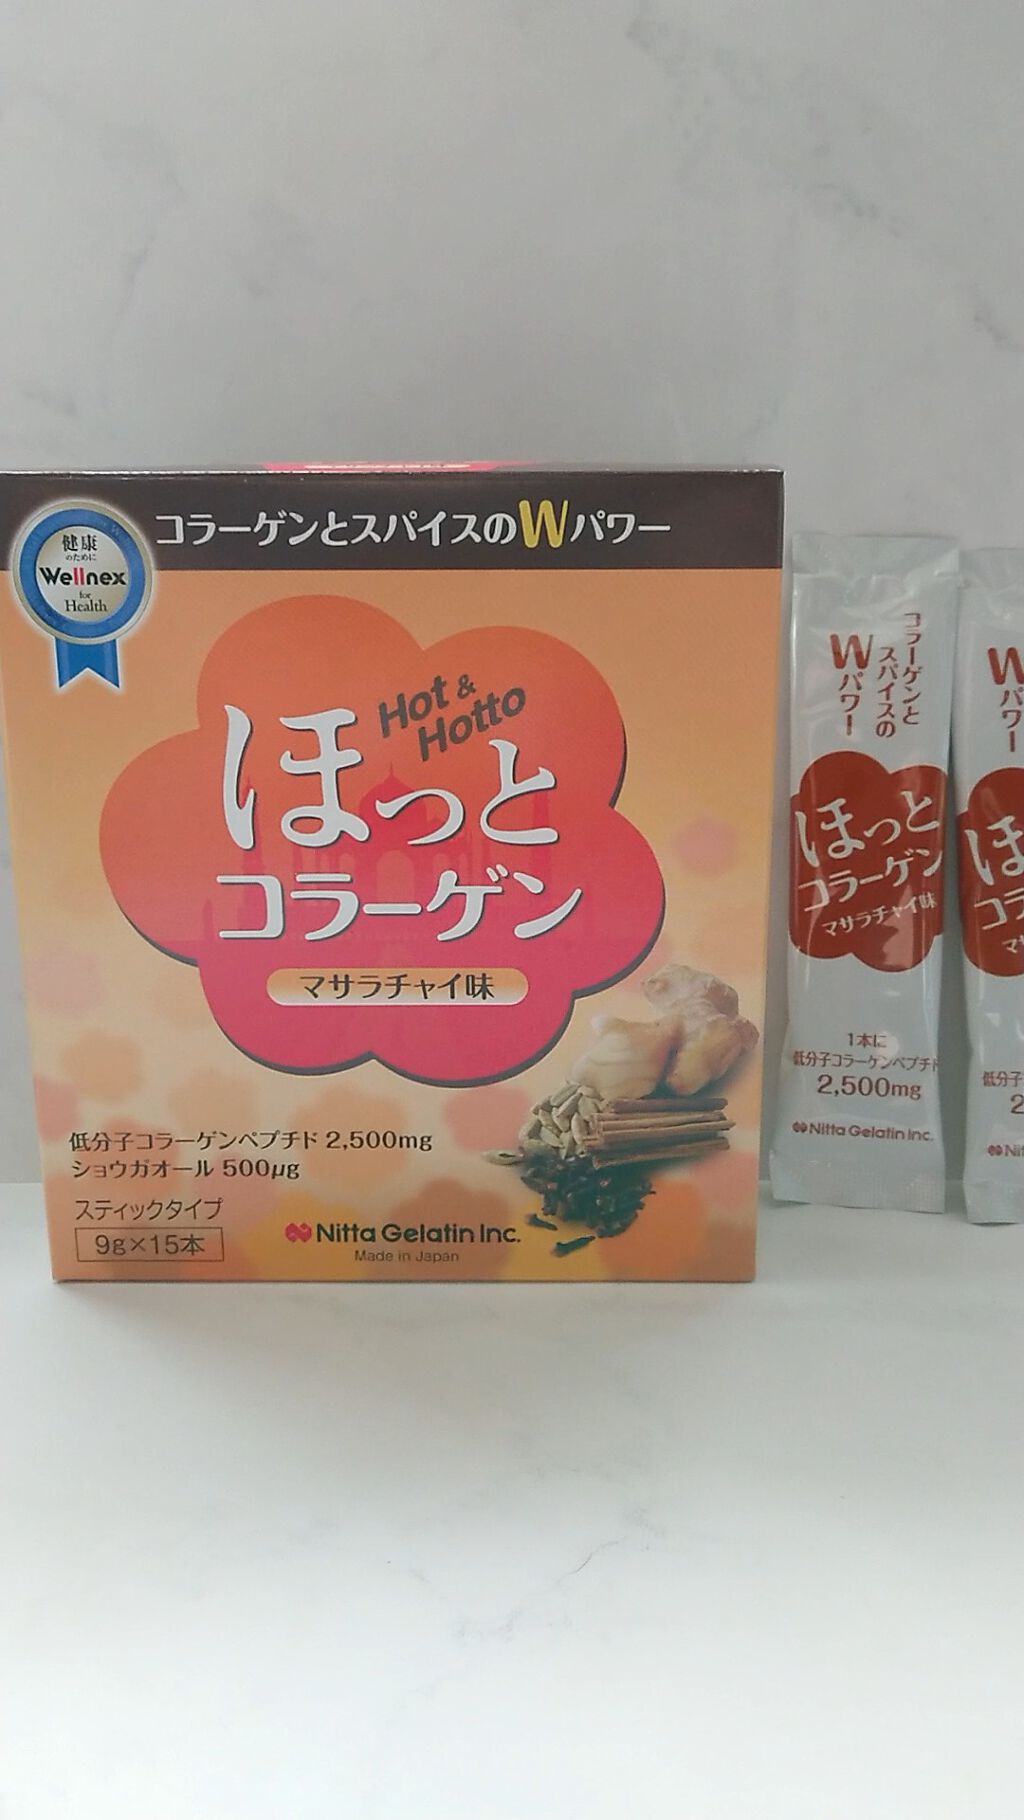 コラーゲンとスパイスのWパワー
健康
のために
Wellnex
for
Health
Hot &
Hotto
ほっと
コラーゲン
マサラチャイ味
低分子コラーゲンペプチド 2,500mg
ショウガオール 500μg
スティックタイプ
9g×15本
Nitta Gelatin Inc.
Made in Japan
コラーゲンと
スパイスの
Wパワー
ほっと
コラーゲン
マサラチャイ味
1本に
低分子コラーゲンペプチド
2,500mg
Nitta Gelatin Inc.
Wパワー
ほ
コラ
マサ
低分子
2
Nit